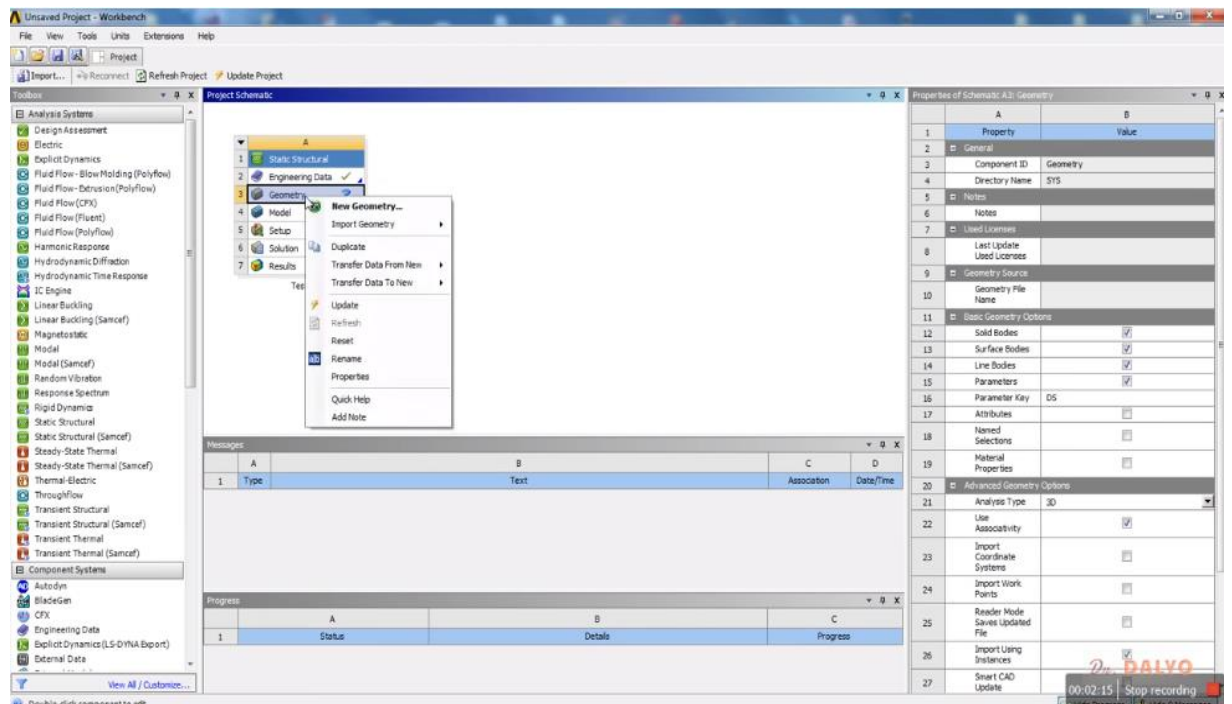 Unsaved Project - Workbench
File View Tools Units Extensions Help
Project
Import... Reconnect Refresh Project Update Project
Toolbox
Analysis Systems
Design Assessment
Electric
Explicit Dynamics
Fluid Flow - Blow Molding (Polyflow)
Fluid Flow - Extrusion (Polyflow)
Fluid Flow (CFX)
Fluid Flow (Fluent)
Fluid Flow (Polyflow)
Harmonic Response
Hydrodynamic Diffraction
Hydrodynamic Time Response
IC Engine
Linear Buckling
Linear Buckling (Samcef)
Magnetostatic
Modal
Modal (Samcef)
Random Vibration
Response Spectrum
Rigid Dynamics
Static Structural
Static Structural (Samcef)
Steady-State Thermal
Steady-State Thermal (Samcef)
Thermal-Electric
Throughflow
Transient Structural
Transient Structural (Samcef)
Transient Thermal
Transient Thermal (Samcef)
Component Systems
Autodyn
BladeGen
CFX
Engineering Data
Explicit Dynamics (LS-DYNA Export)
External Data
View All / Customize...
Double-click component to edit.
Project Schematic
A
1 Static Structural
2 Engineering Data
3 Geometry
4 Model
5 Setup
6 Solution
7 Results
Tes
New Geometry...
Import Geometry
Duplicate
Transfer Data From New
Transfer Data To New
Update
Refresh
Reset
Rename
Properties
Quick Help
Add Note
Messages
A B C D
1 Type Text Association Date/Time
Progress
A B C
1 Status Details Progress
Properties of Schematic A3: Geometry
A B
1 Property Value
2 General
3 Component ID Geometry
4 Directory Name SYS
5 Notes
6 Notes
7 Used Licenses
8 Last Update
Used Licenses
9 Geometry Source
10 Geometry File
Name
11 Basic Geometry Options
12 Solid Bodies
13 Surface Bodies
14 Line Bodies
15 Parameters
16 Parameter Key DS
17 Attributes
18 Named
Selections
19 Material
Properties
20 Advanced Geometry Options
21 Analysis Type 3D
22 Use
Associativity
23 Import
Coordinate
Systems
24 Import Work
Points
25 Reader Mode
Saves Updated
File
26 Import Using
Instances
27 Smart CAD
Update
Dr. DALYO
00:02:15 Stop recording